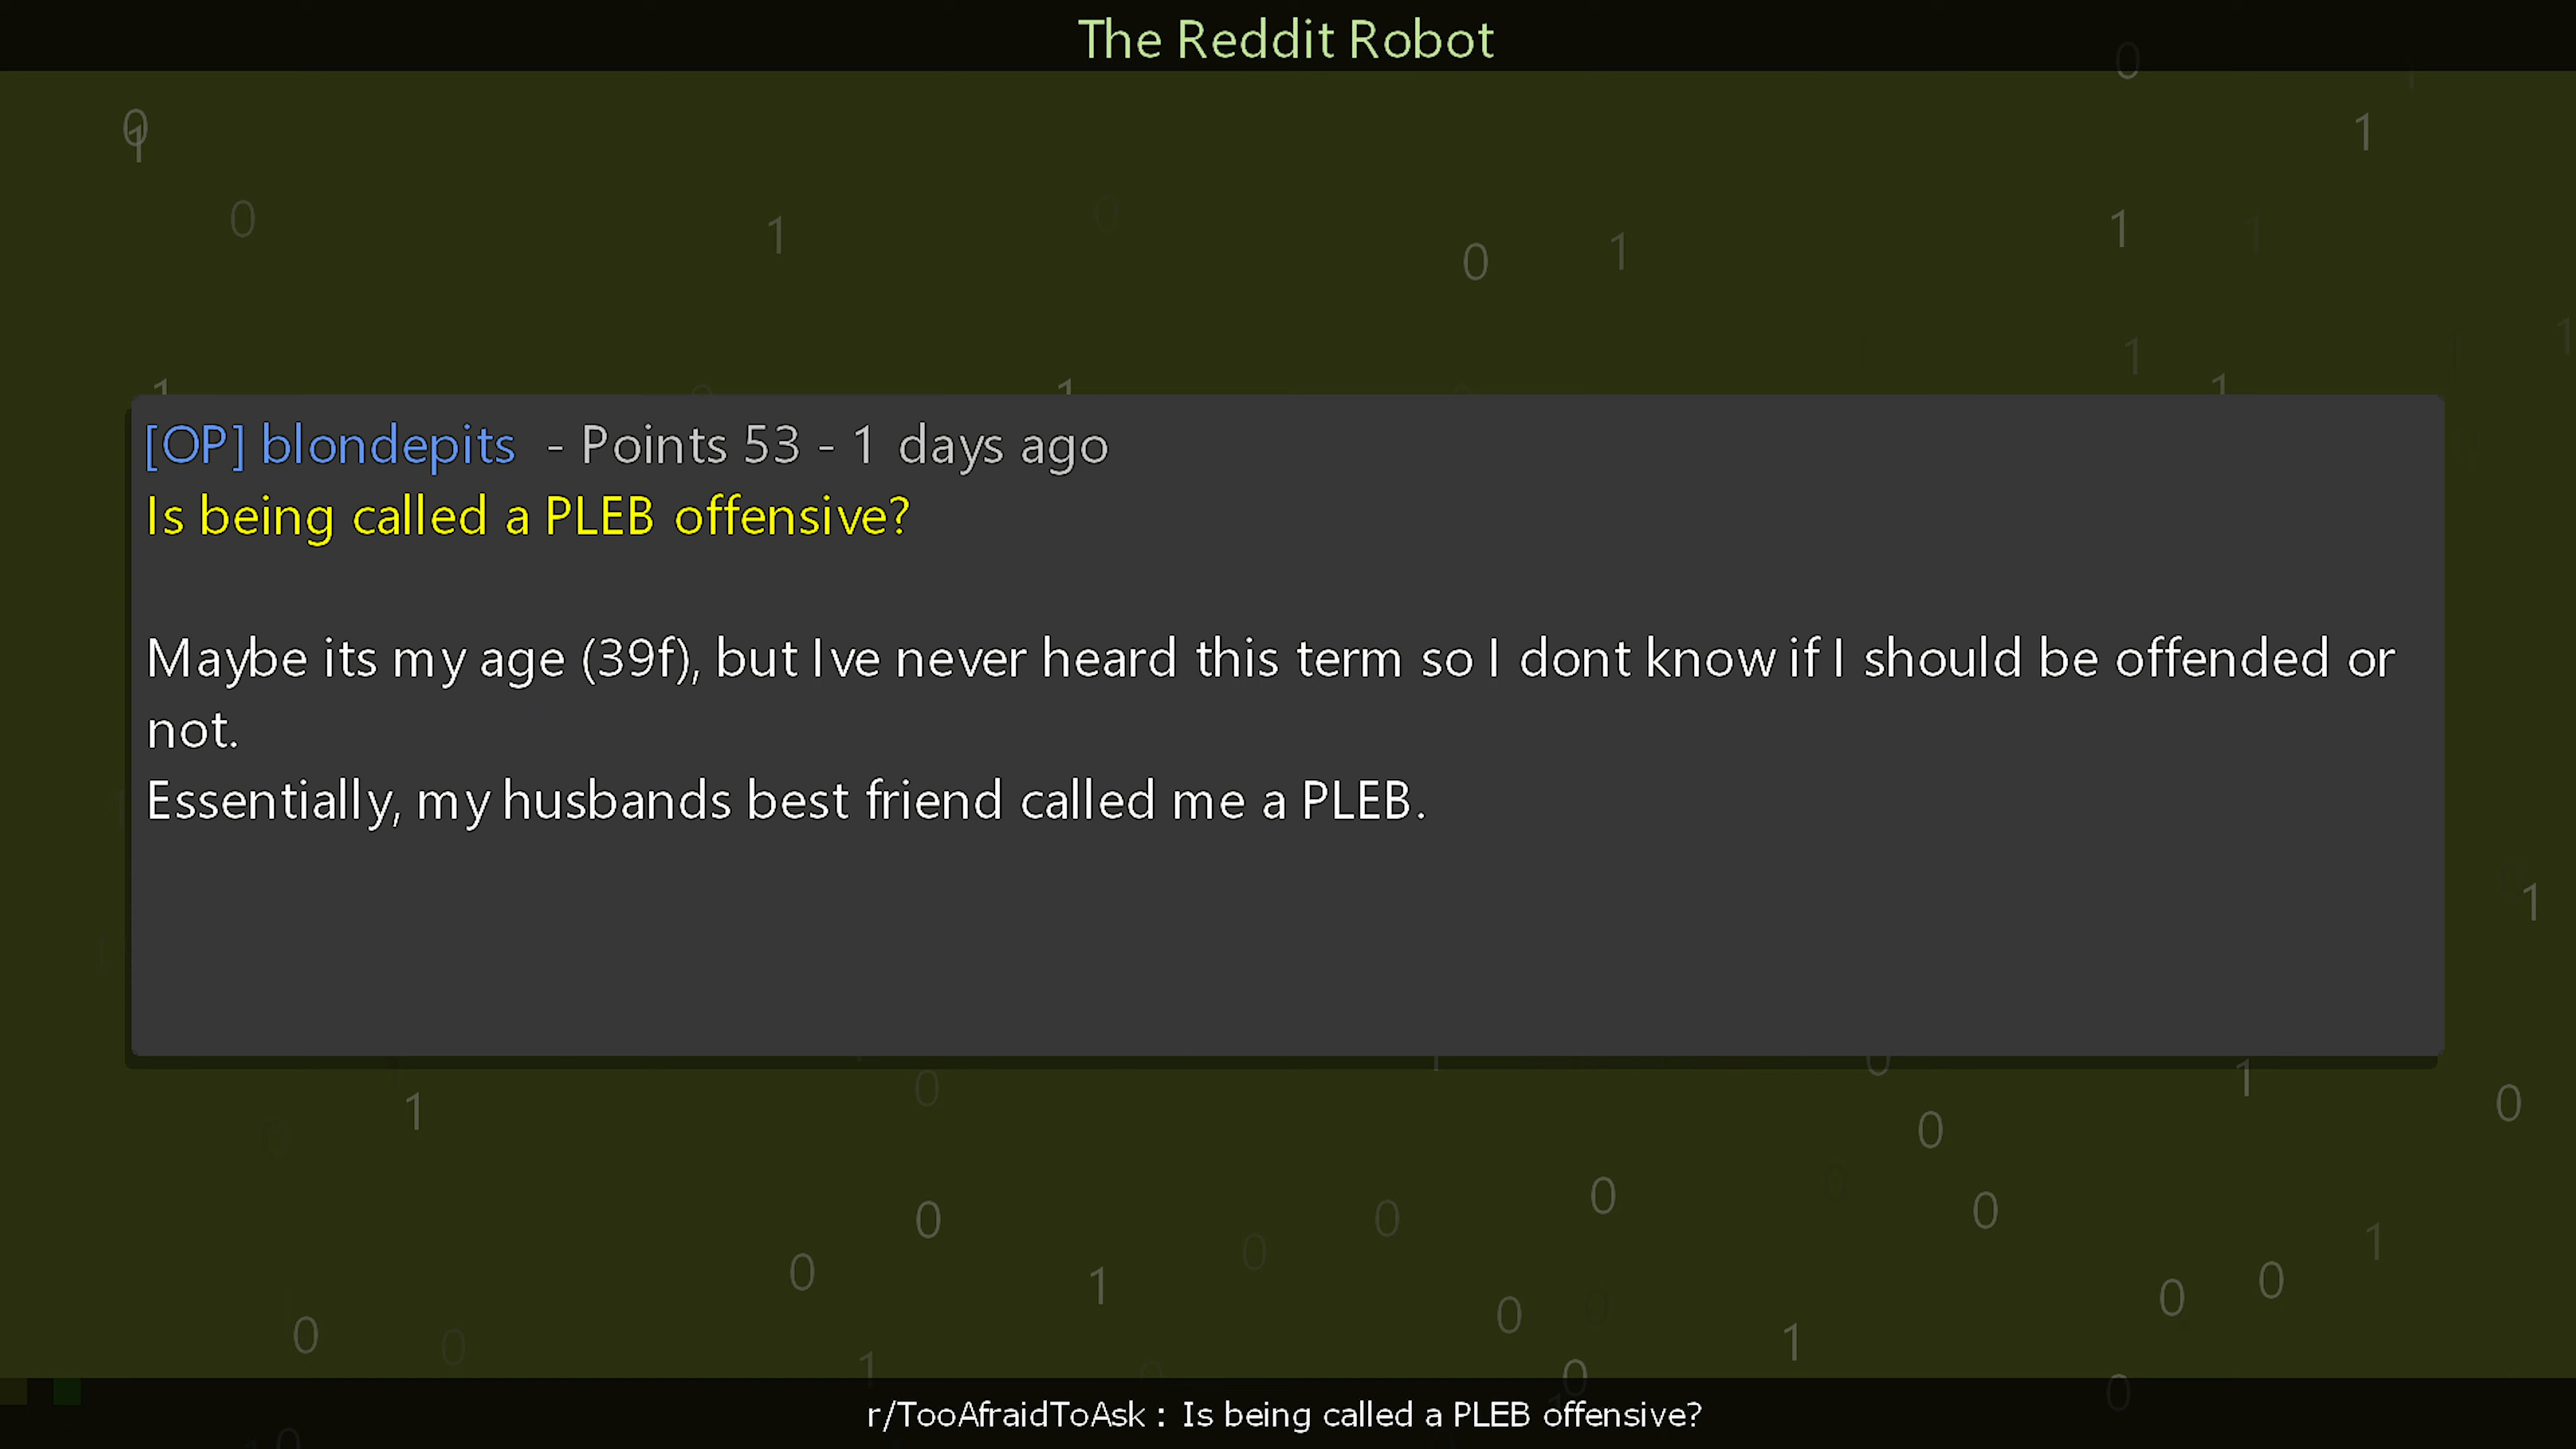 The Reddit Robot
[OP] blondepits - Points 53 - 1 days ago
Is being called a PLEB offensive?
Maybe its my age (39f), but Ive never heard this term so I dont know if I should be offended or
not.
Essentially, my husbands best friend called me a PLEB.
r/TooAfraidToAsk : Is being called a PLEB offensive?